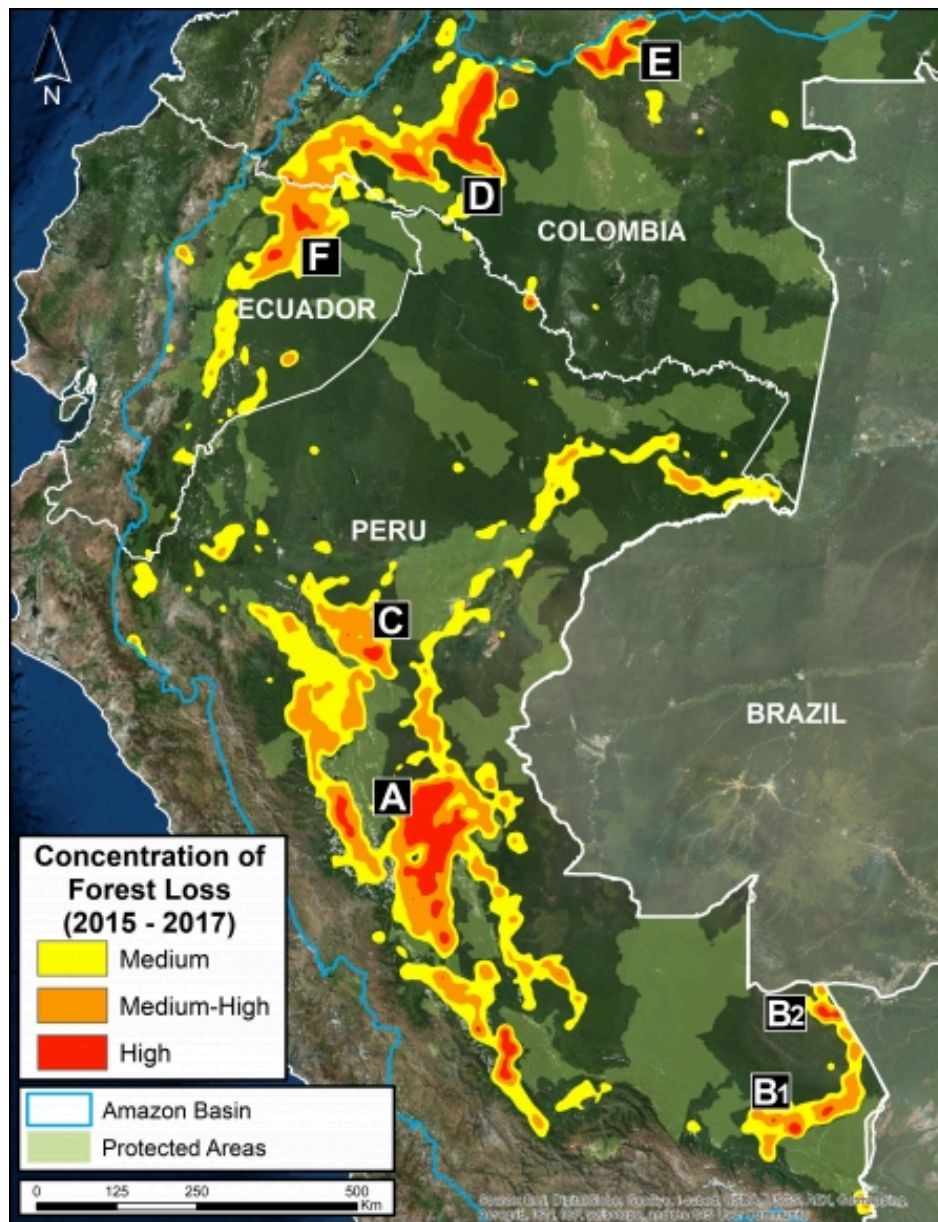 N
E
D
COLOMBIA
F
ECUADOR
PERU
C
BRAZIL
A
B2
B1
Concentration of
Forest Loss
(2015 - 2017)
Medium
Medium-High
High
Amazon Basin
Protected Areas
0 125 250 500
Km